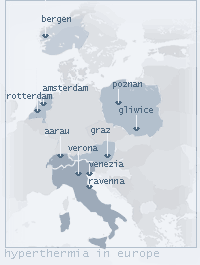 bergen
amsterdam
poznan
rotterdam
gliwice
aarau
graz
verona
venezia
ravenna
hyperthermia in europe